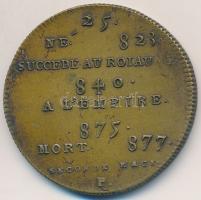 25.
NE. 823
SUCCEDE AU ROIAU
840.
A L'EMPIRE.
875.
MORT. 877.